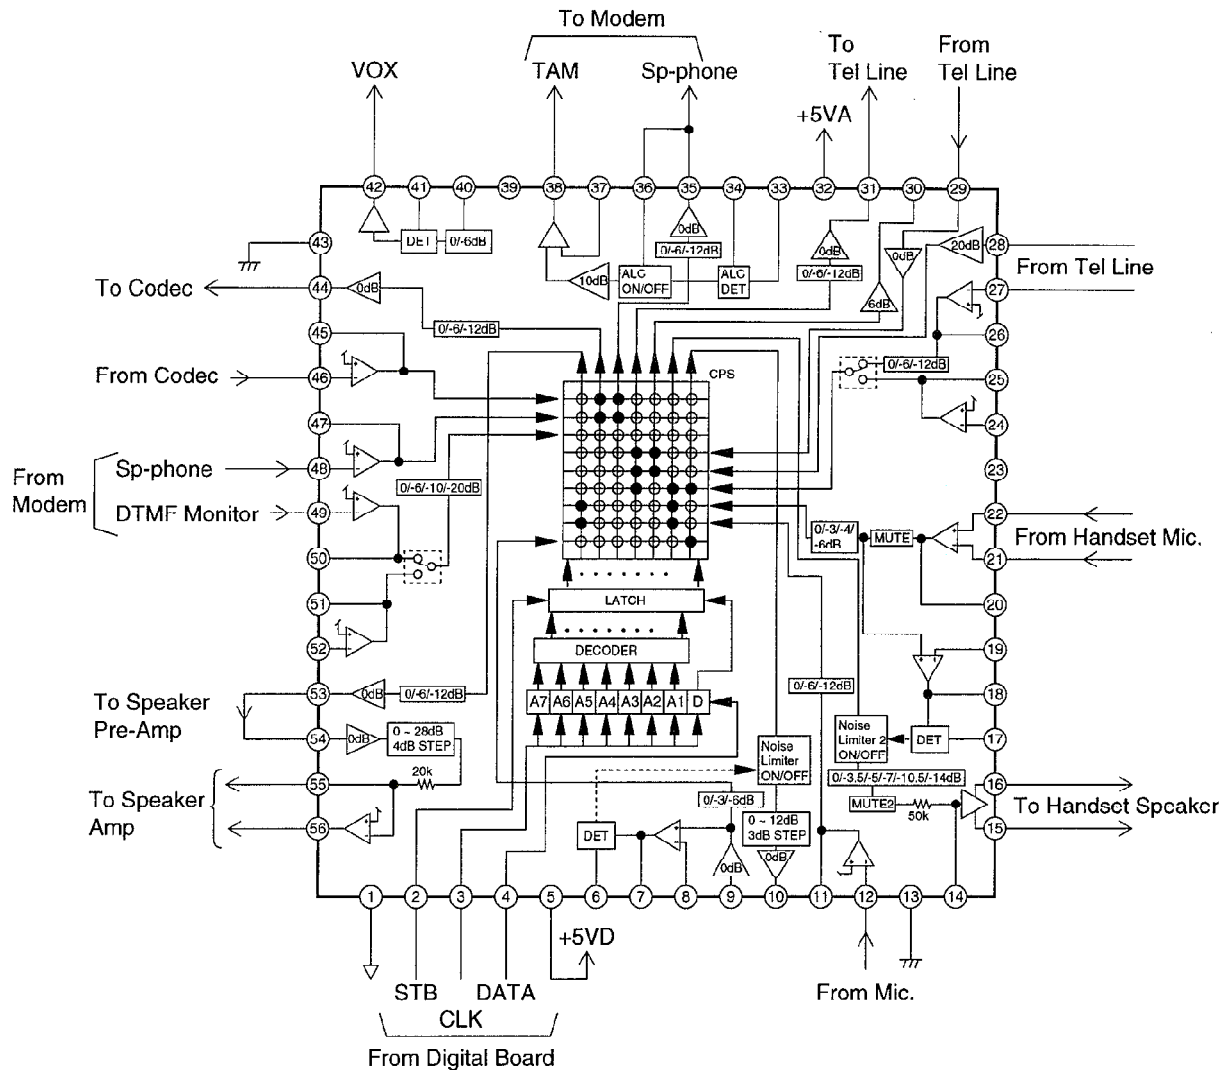 To Modem
VOX
TAM
Sp-phone
To
Tel Line
From
Tel Line
+5VA
42
41
40
39
38
37
36
35
34
33
32
31
30
29
43
DET
0/-6dB
0dB
0/-6/-12dB
10dB
ALC
ON/OFF
ALC
DET
0dB
0/-6/-12dB
6dB
0dB
20dB
28
From Tel Line
27
To Codec
44
0dB
0/-6/-12dB
45
From Codec
46
CPS
26
0/-6/-12dB
25
24
47
From
Modem
Sp-phone
48
0/-6/-10/-20dB
DTMF Monitor
49
50
51
52
23
22
From Handset Mic.
21
0/-3/-4/
-6dB
MUTE
20
LATCH
DECODER
19
18
To Speaker
Pre-Amp
53
0dB
0/-6/-12dB
A7
A6
A5
A4
A3
A2
A1
D
0/-6/-12dB
54
0dB
0 ~ 28dB
4dB STEP
Noise
Limiter
ON/OFF
Noise
Limiter 2
ON/OFF
DET
17
To Speaker
Amp
55
20k
56
0/-3.5/-5/-7/-10.5/-14dB
MUTE2
50k
16
To Handset Speaker
15
0/-3/-6dB
DET
0 ~ 12dB
3dB STEP
0dB
0dB
1
2
3
4
5
6
7
8
9
10
11
12
13
14
+5VD
STB
DATA
CLK
From Mic.
From Digital Board